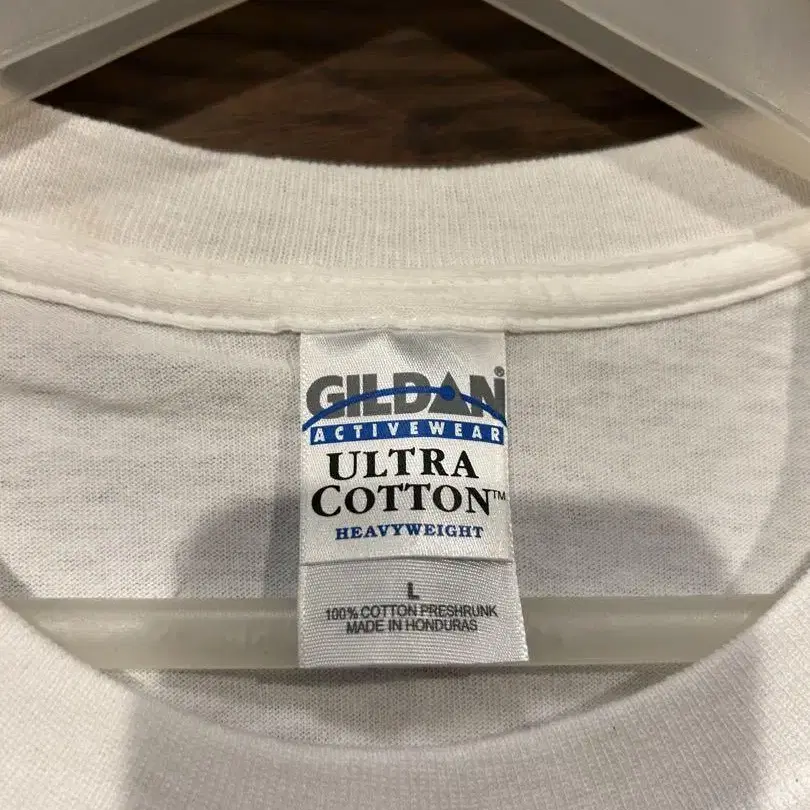 GILDAN®
ACTIVEWEAR
ULTRA
COTTON™
HEAVYWEIGHT
L
100% COTTON PRESHRUNK
MADE IN HONDURAS